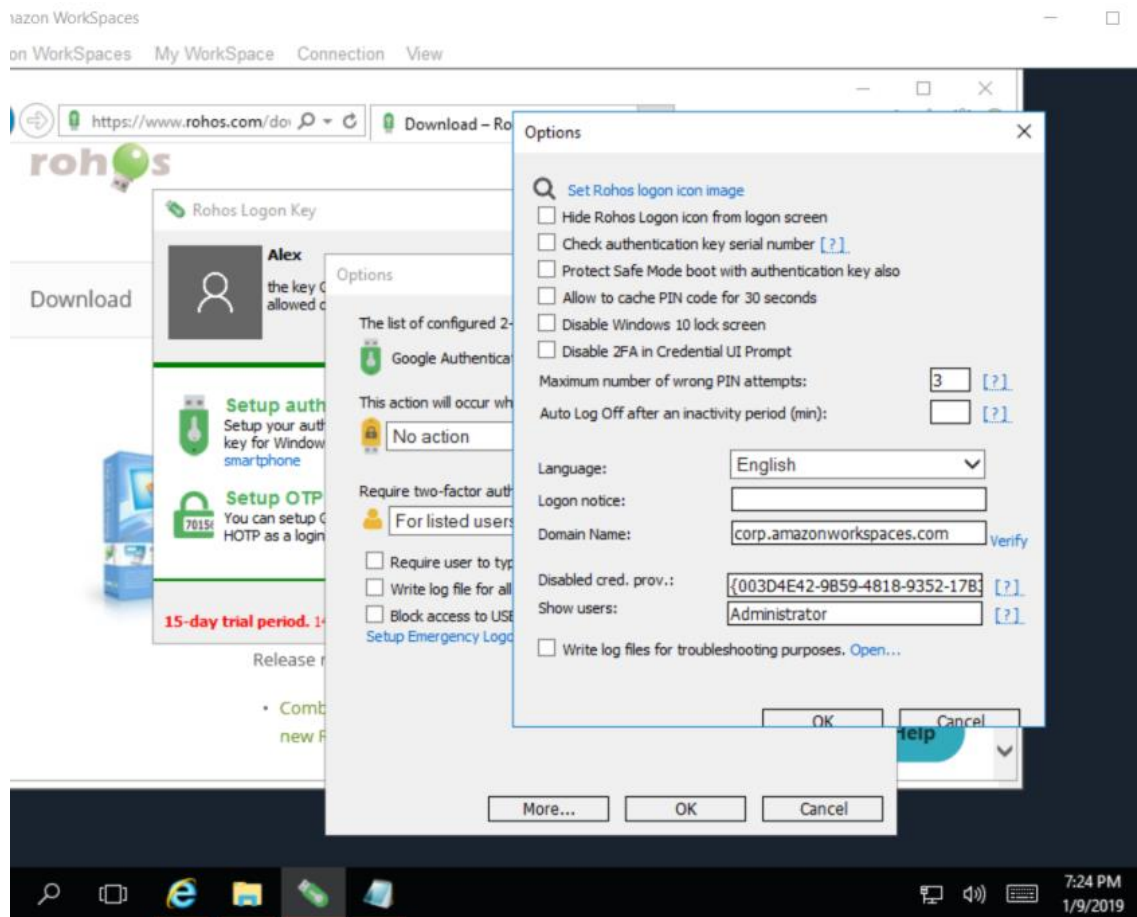 Amazon WorkSpaces
on WorkSpaces My WorkSpace Connection View
https://www.rohos.com/do
Download – Ro
rohos
Download
Rohos Logon Key
Alex
the key
allowed
Setup auth
Setup your auth
key for Window
smartphone
Setup OTP
70156
You can setup
HOTP as a login
15-day trial period.
Release
Comb
new
Options
The list of configured 2-
Google Authentica
This action will occur wh
No action
Require two-factor auth
For listed users
Require user to typ
Write log file for all
Block access to USB
Setup Emergency Logo
More... OK Cancel
Options
Set Rohos logon icon image
Hide Rohos Logon icon from logon screen
Check authentication key serial number [?]
Protect Safe Mode boot with authentication key also
Allow to cache PIN code for 30 seconds
Disable Windows 10 lock screen
Disable 2FA in Credential UI Prompt
Maximum number of wrong PIN attempts: 3 [?]
Auto Log Off after an inactivity period (min): [?]
Language: English
Logon notice:
Domain Name: corp.amazonworkspaces.com Verify
Disabled cred. prov.: {003D4E42-9B59-4818-9352-17B [?]
Show users: Administrator [?]
Write log files for troubleshooting purposes. Open...
OK Cancel
Help
7:24 PM
1/9/2019